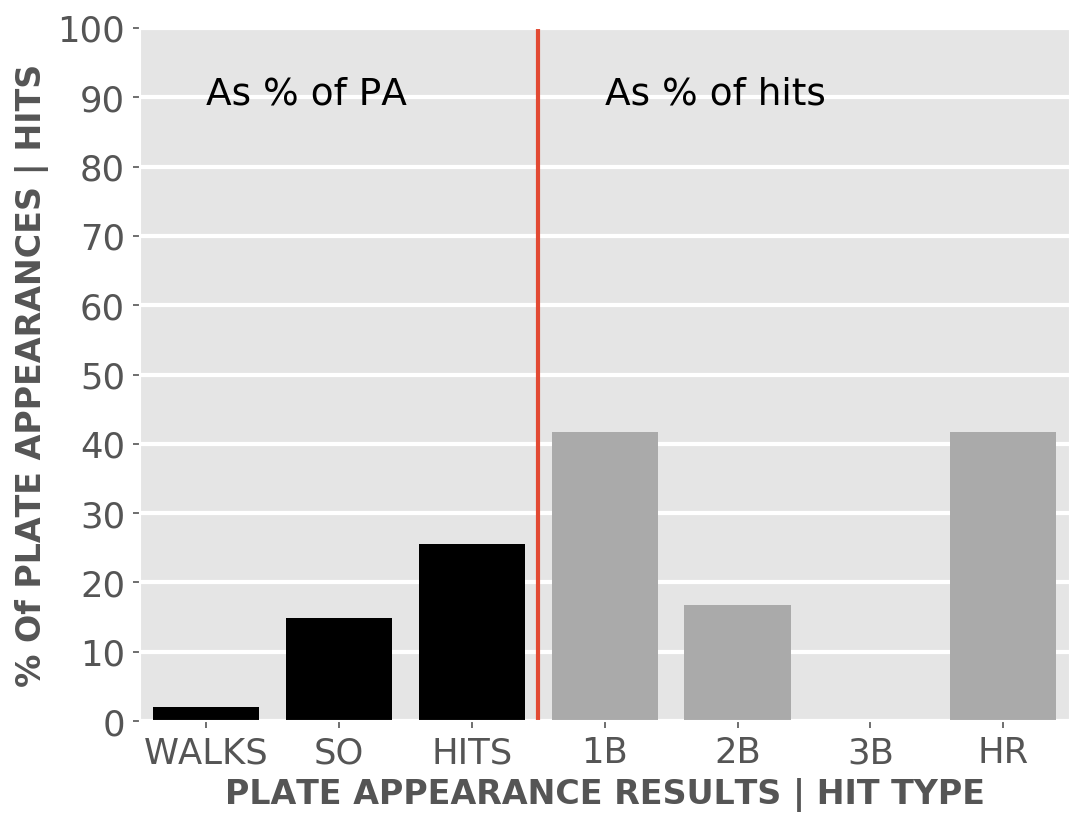 % Of PLATE APPEARANCES | HITS
100
90
80
70
60
50
40
30
20
10
0
As % of PA
As % of hits
WALKS SO HITS 1B 2B 3B HR
PLATE APPEARANCE RESULTS | HIT TYPE